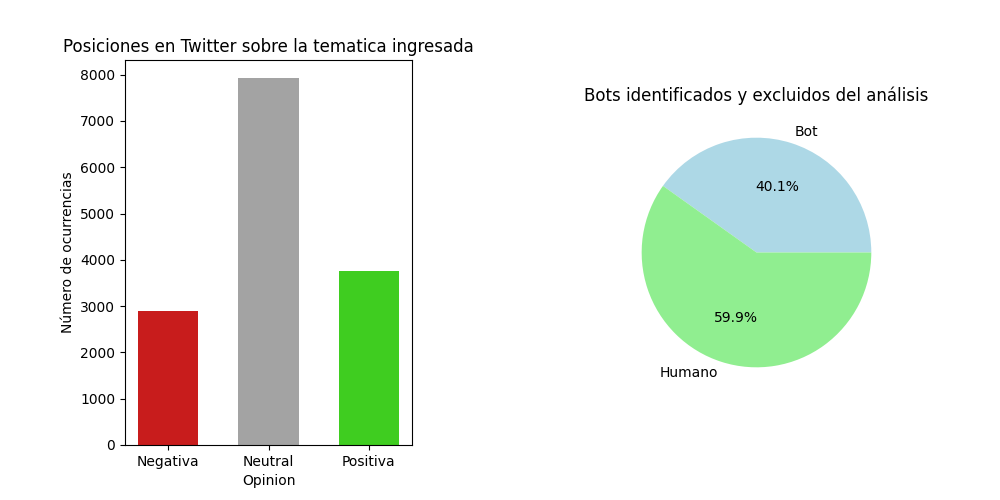 Posiciones en Twitter sobre la tematica ingresada
8000
7000
6000
5000
4000
3000
2000
1000
0
Número de ocurrencias
Negativa
Neutral
Positiva
Opinion
Bots identificados y excluidos del análisis
Bot
40.1%
59.9%
Humano